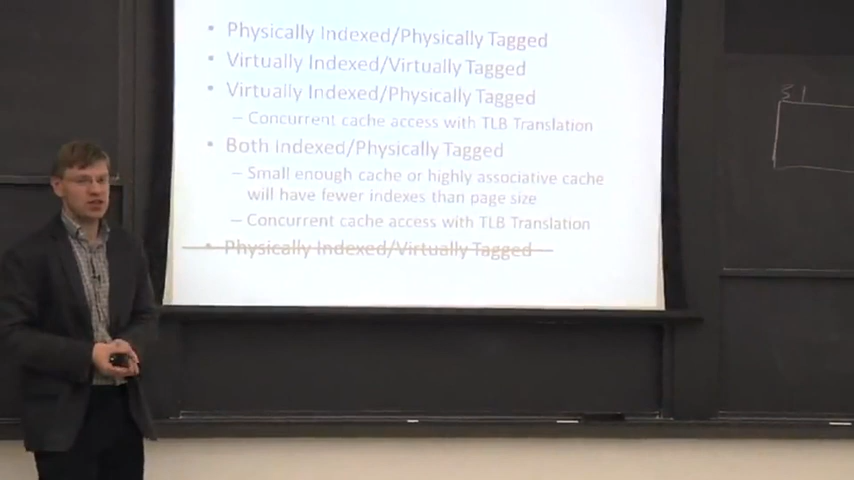 • Physically Indexed/Physically Tagged
• Virtually Indexed/Virtually Tagged
• Virtually Indexed/Physically Tagged
– Concurrent cache access with TLB Translation
• Both Indexed/Physically Tagged
– Small enough cache or highly associative cache
will have fewer indexes than page size
– Concurrent cache access with TLB Translation
• Physically Indexed/Virtually Tagged